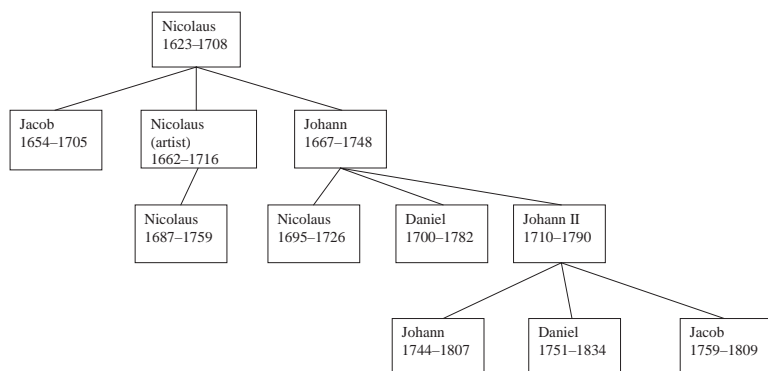 Nicolaus
1623–1708
Jacob
1654–1705
Nicolaus
(artist)
1662–1716
Johann
1667–1748
Nicolaus
1687–1759
Nicolaus
1695–1726
Daniel
1700–1782
Johann II
1710–1790
Johann
1744–1807
Daniel
1751–1834
Jacob
1759–1809